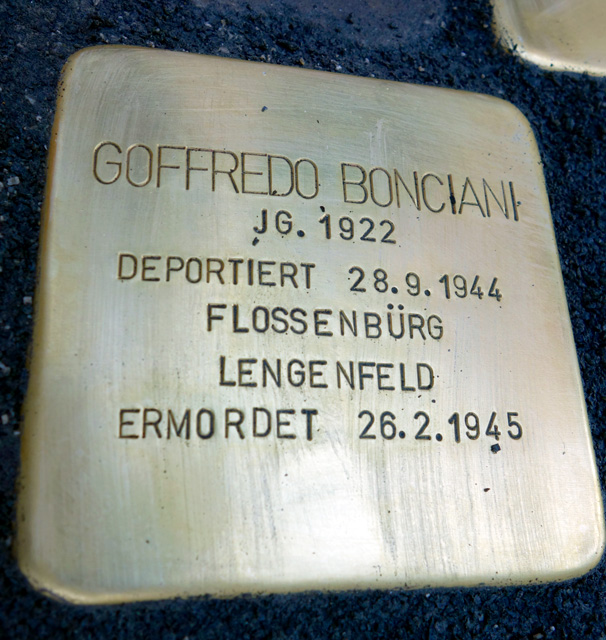 GOFFREDO BONCIANI
JG. 1922
DEPORTIERT 28.9.1944
FLOSSENBÜRG
LENGENFELD
ERMORDET 26.2.1945